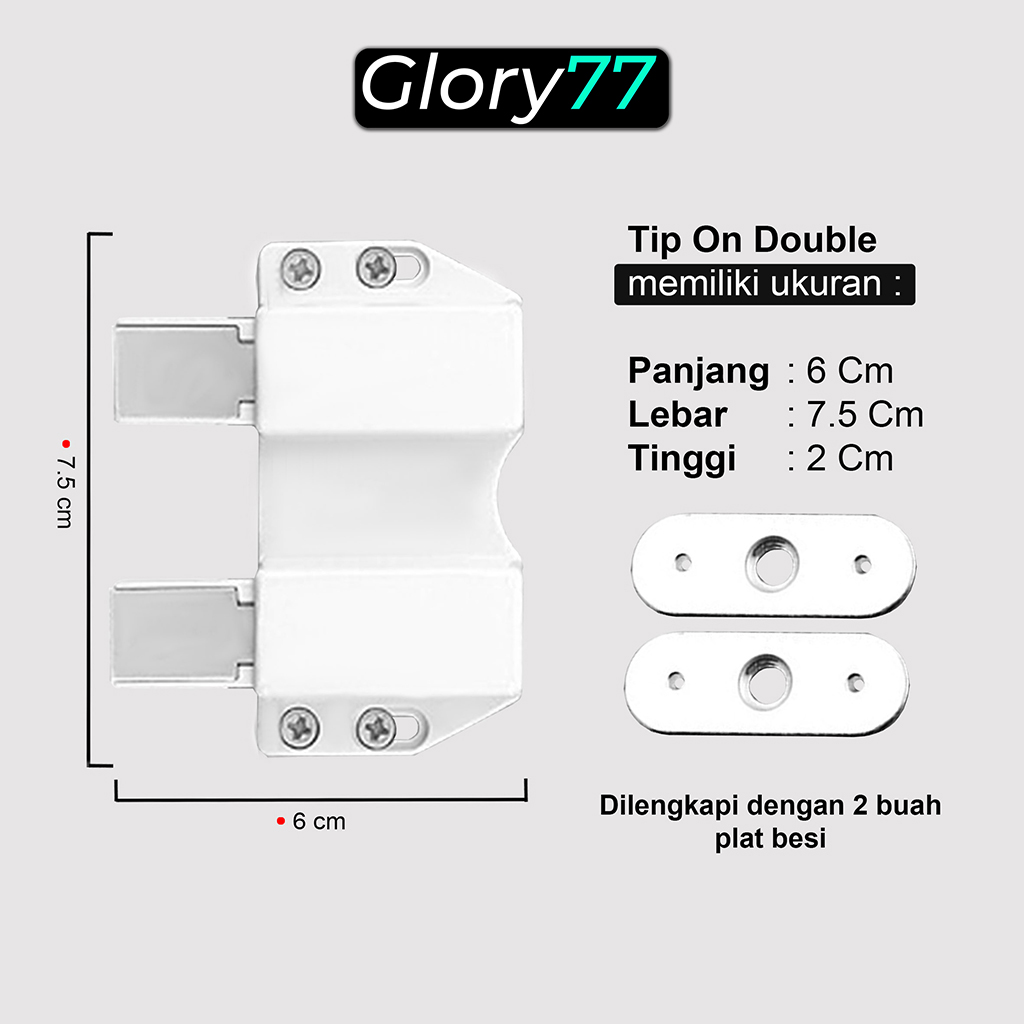 Glory77
Tip On Double
memiliki ukuran :
Panjang : 6 Cm
Lebar : 7.5 Cm
Tinggi : 2 Cm
• 7.5 cm
• 6 cm
Dilengkapi dengan 2 buah
plat besi